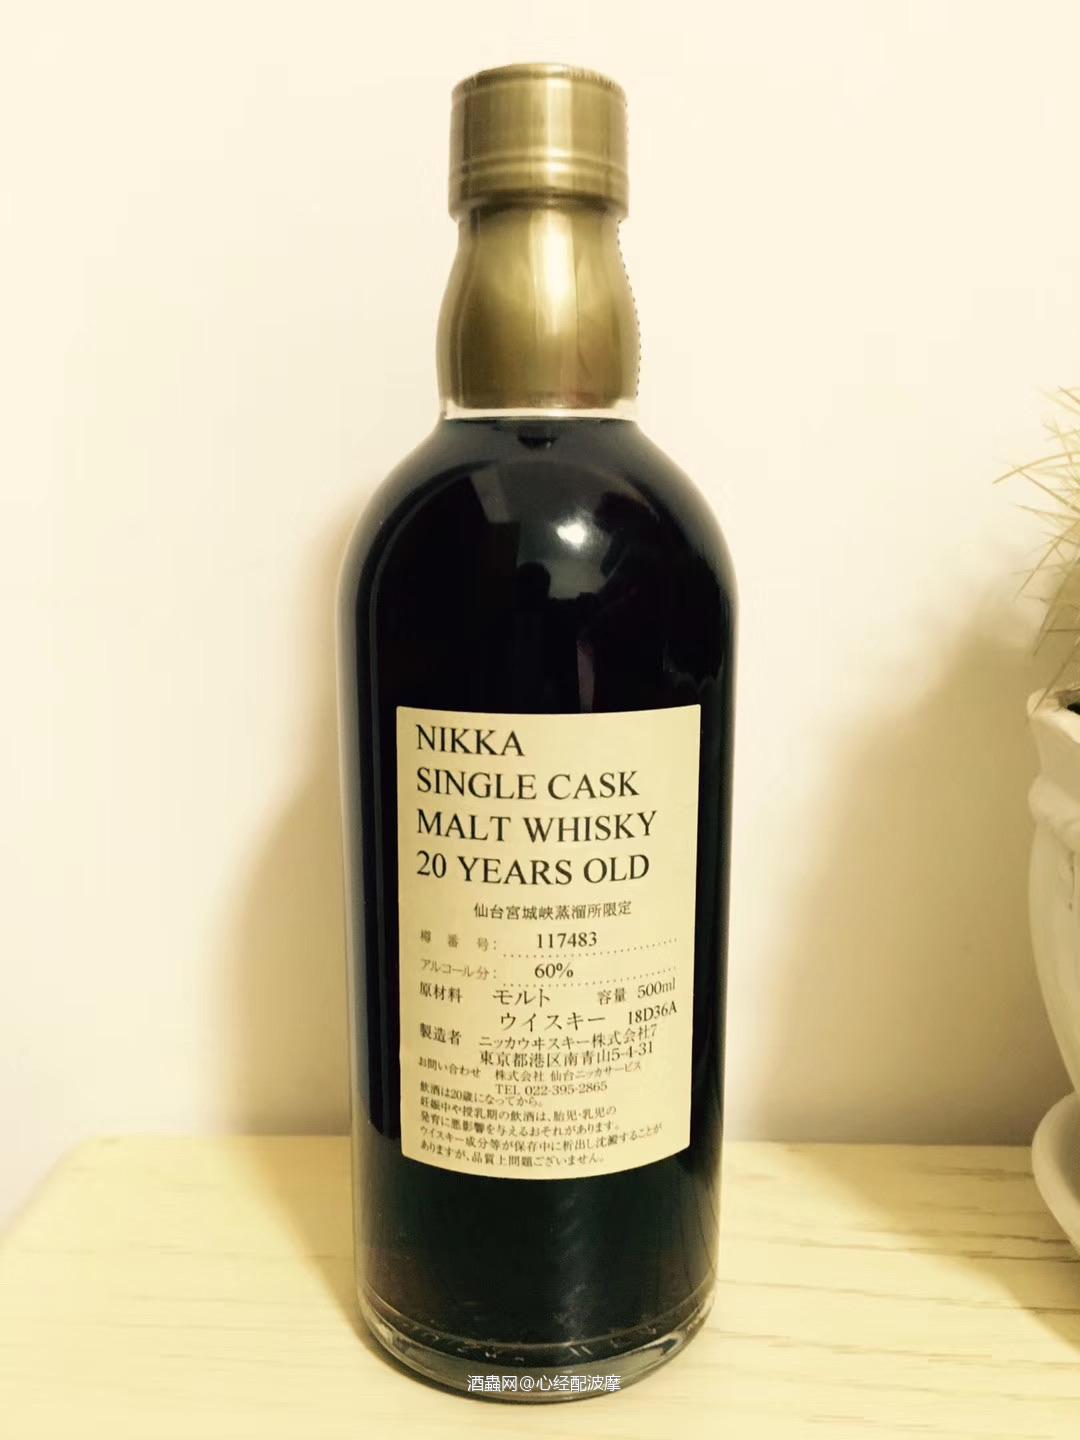 NIKKA
SINGLE CASK
MALT WHISKY
20 YEARS OLD
仙台宮城峡蒸溜所限定
樽番号: 117483
アルコール分: 60%
原材料 モルト 容量 500ml
ウイスキー 18D36A
製造者 ニッカウヰスキー株式会社7
東京都港区南青山5-4-31
お問い合わせ 株式会社 仙台ニッカサービス
TEL 022-395-2865
飲酒は20歳になってから。
妊娠中や授乳期の飲酒は、胎児・乳児の
発育に悪影響を与えるおそれがあります。
ウイスキー成分等が保存中に析出し沈澱することが
ありますが、品質上問題ございません。
酒蟲网@心经配波摩